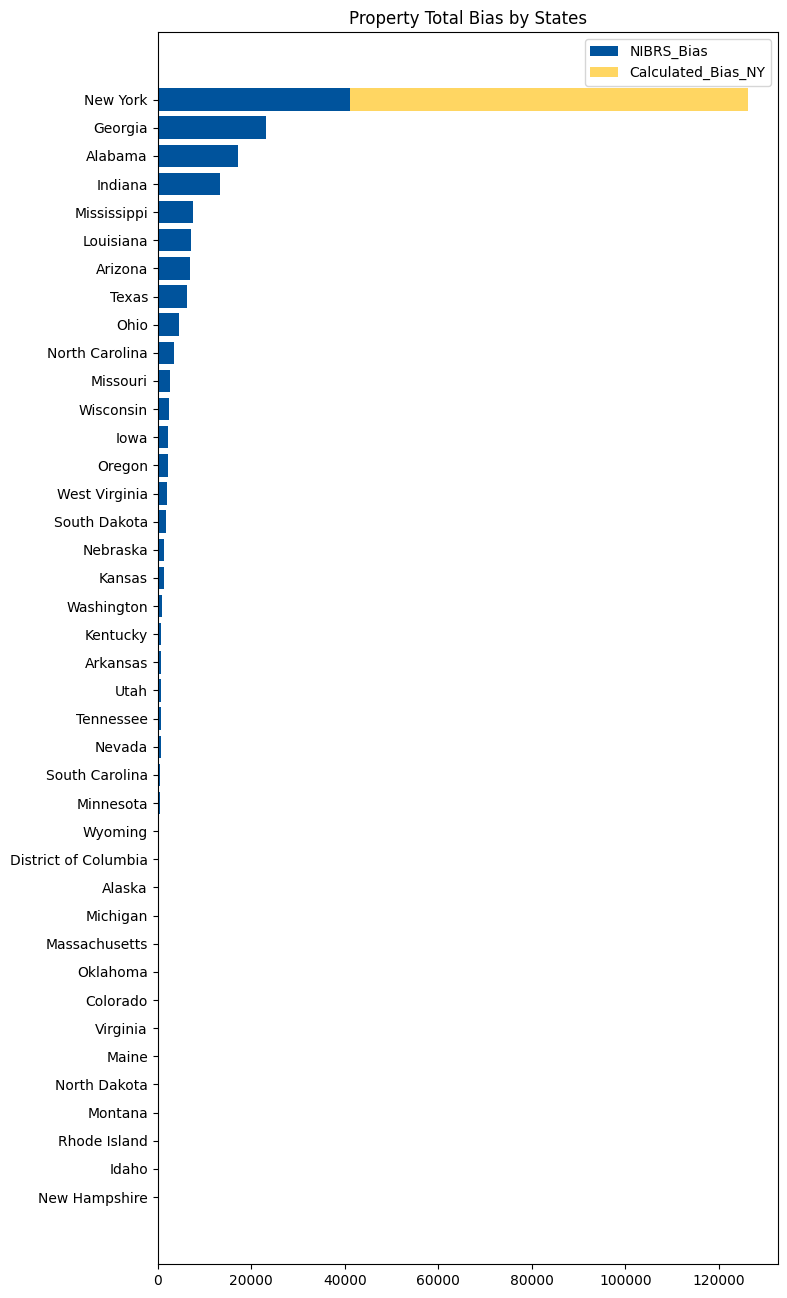 Property Total Bias by States
NIBRS_Bias
Calculated_Bias_NY
New York
Georgia
Alabama
Indiana
Mississippi
Louisiana
Arizona
Texas
Ohio
North Carolina
Missouri
Wisconsin
Iowa
Oregon
West Virginia
South Dakota
Nebraska
Kansas
Washington
Kentucky
Arkansas
Utah
Tennessee
Nevada
South Carolina
Minnesota
Wyoming
District of Columbia
Alaska
Michigan
Massachusetts
Oklahoma
Colorado
Virginia
Maine
North Dakota
Montana
Rhode Island
Idaho
New Hampshire
0 20000 40000 60000 80000 100000 120000